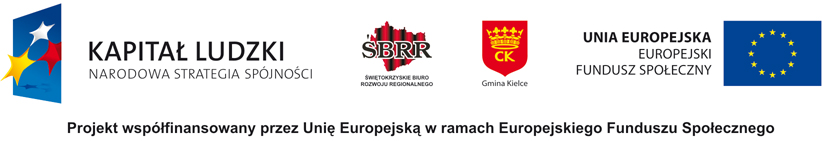 KAPITAŁ LUDZKI
NARODOWA STRATEGIA SPÓJNOŚCI
SBRR
ŚWIĘTOKRZYSKIE BIURO
ROZWOJU REGIONALNEGO
CK
Gmina Kielce
UNIA EUROPEJSKA
EUROPEJSKI
FUNDUSZ SPOŁECZNY
Projekt współfinansowany przez Unię Europejską w ramach Europejskiego Funduszu Społecznego